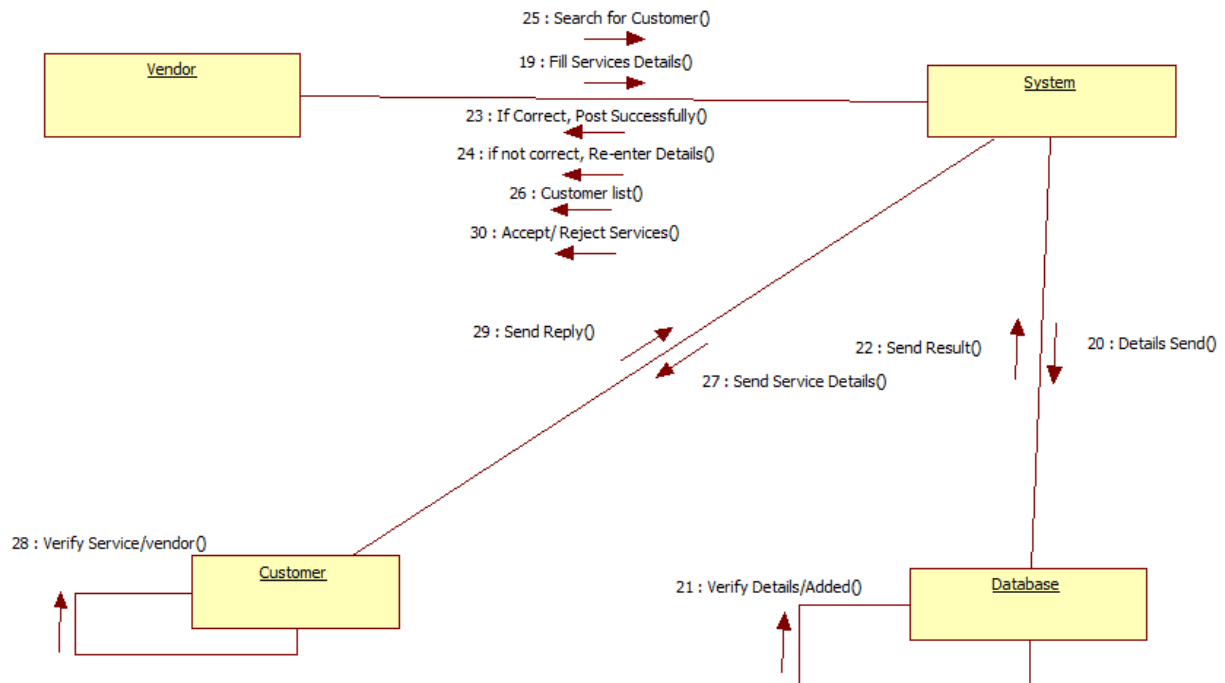 25 : Search for Customer()
Vendor
19 : Fill Services Details()
System
23 : If Correct, Post Successfully()
24 : if not correct, Re-enter Details()
26 : Customer list()
30 : Accept/ Reject Services()
29 : Send Reply()
22 : Send Result()
20 : Details Send()
27 : Send Service Details()
28 : Verify Service/vendor()
Customer
21 : Verify Details/Added()
Database